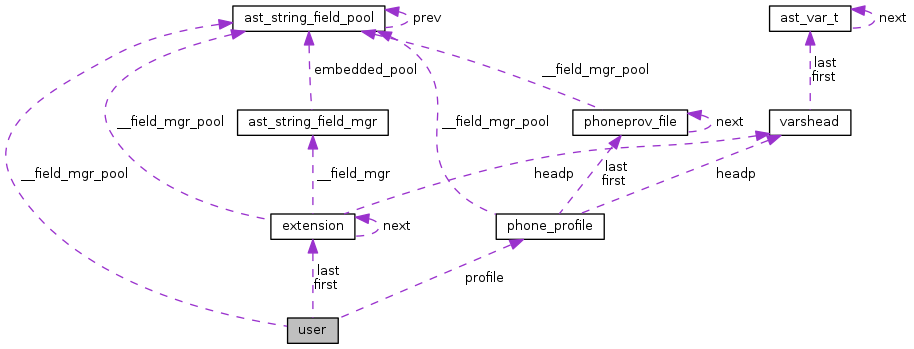 ast_string_field_pool
prev
ast_var_t
next
embedded_pool
__field_mgr_pool
last
first
__field_mgr_pool
ast_string_field_mgr
__field_mgr_pool
phoneprov_file
next
varshead
__field_mgr_pool
__field_mgr
headp
last
first
headp
extension
next
phone_profile
last
first
profile
user